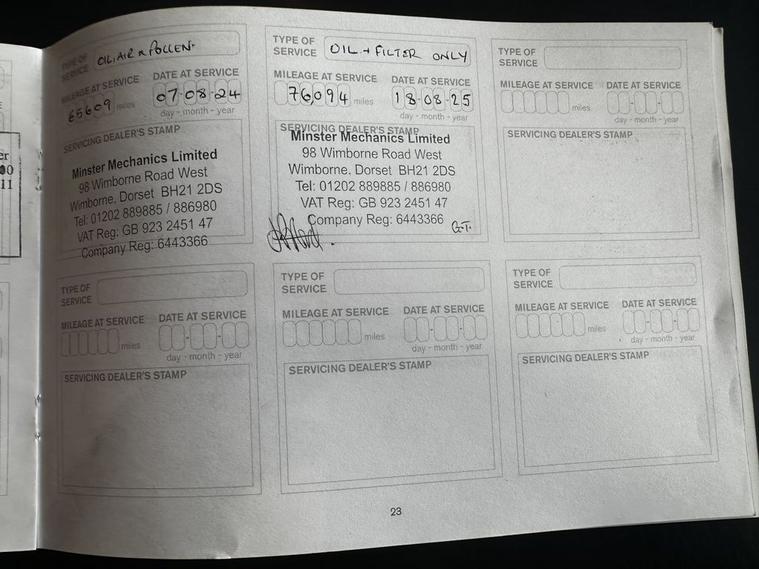 er
00
11
TYPE OF
SERVICE
OIL, AIR & POLLEN.
MILEAGE AT SERVICE
65609 miles
DATE AT SERVICE
07-08-24
day - month - year
SERVICING DEALER'S STAMP
Minster Mechanics Limited
98 Wimborne Road West
Wimborne, Dorset BH21 2DS
Tel: 01202 889885 / 886980
VAT Reg: GB 923 2451 47
Company Reg: 6443366
TYPE OF
SERVICE
OIL + FILTER ONLY
MILEAGE AT SERVICE
76094 miles
DATE AT SERVICE
18-08-25
day - month - year
SERVICING DEALER'S STAMP
Minster Mechanics Limited
98 Wimborne Road West
Wimborne, Dorset BH21 2DS
Tel: 01202 889885 / 886980
VAT Reg: GB 923 2451 47
Company Reg: 6443366
G.T.
TYPE OF
SERVICE
MILEAGE AT SERVICE
miles
DATE AT SERVICE
day - month - year
SERVICING DEALER'S STAMP
TYPE OF
SERVICE
MILEAGE AT SERVICE
miles
DATE AT SERVICE
day - month - year
SERVICING DEALER'S STAMP
TYPE OF
SERVICE
MILEAGE AT SERVICE
miles
DATE AT SERVICE
day - month - year
SERVICING DEALER'S STAMP
TYPE OF
SERVICE
MILEAGE AT SERVICE
miles
DATE AT SERVICE
day - month - year
SERVICING DEALER'S STAMP
23